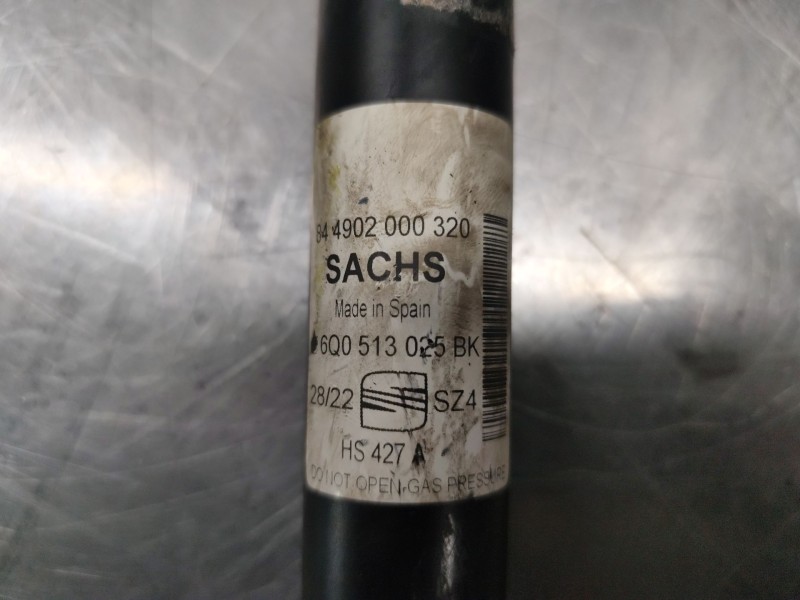 84 4902 000 320
SACHS
Made in Spain
6Q0 513 025 BK
28/22 SZ4
HS 427 A
DO NOT OPEN-GAS PRESSURE